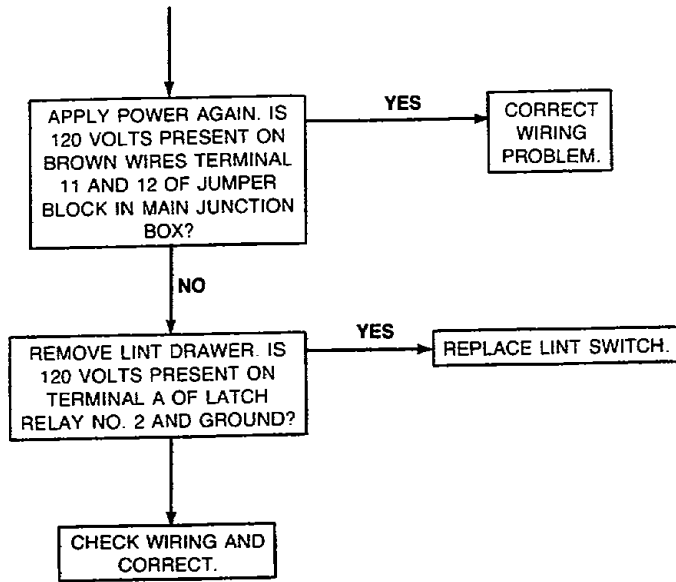 APPLY POWER AGAIN. IS
120 VOLTS PRESENT ON
BROWN WIRES TERMINAL
11 AND 12 OF JUMPER
BLOCK IN MAIN JUNCTION
BOX?
YES
CORRECT
WIRING
PROBLEM.
NO
REMOVE LINT DRAWER. IS
120 VOLTS PRESENT ON
TERMINAL A OF LATCH
RELAY NO. 2 AND GROUND?
YES
REPLACE LINT SWITCH.
CHECK WIRING AND
CORRECT.